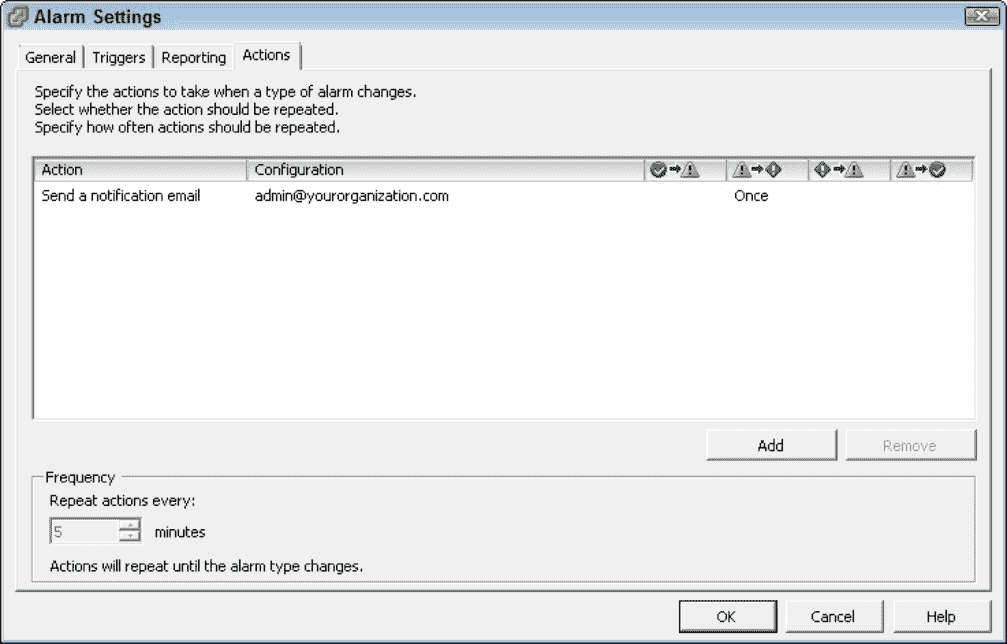 Alarm Settings
General Triggers Reporting Actions
Specify the actions to take when a type of alarm changes.
Select whether the action should be repeated.
Specify how often actions should be repeated.
Action Configuration
Send a notification email admin@yourorganization.com Once
Add Remove
Frequency
Repeat actions every:
5 minutes
Actions will repeat until the alarm type changes.
OK Cancel Help